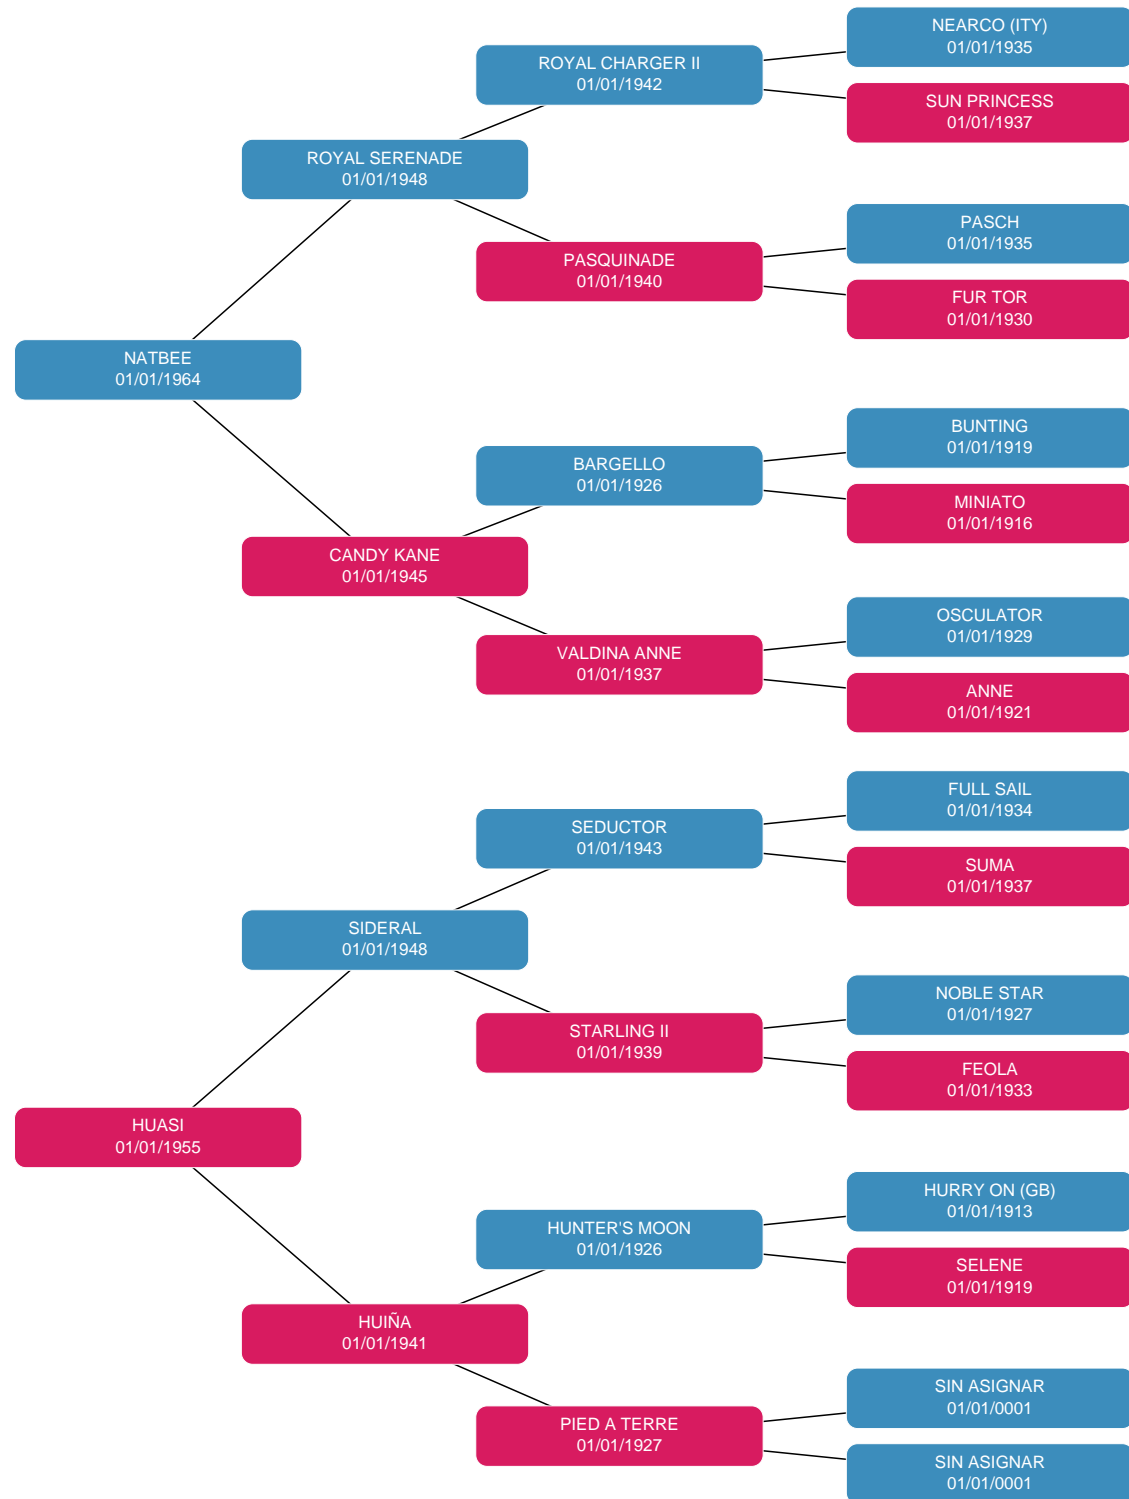 NEARCO (ITY)
01/01/1935
ROYAL CHARGER II
01/01/1942
SUN PRINCESS
01/01/1937
ROYAL SERENADE
01/01/1948
PASCH
01/01/1935
PASQUINADE
01/01/1940
FUR TOR
01/01/1930
NATBEE
01/01/1964
BUNTING
01/01/1919
BARGELLO
01/01/1926
MINIATO
01/01/1916
CANDY KANE
01/01/1945
OSCULATOR
01/01/1929
VALDINA ANNE
01/01/1937
ANNE
01/01/1921
FULL SAIL
01/01/1934
SEDUCTOR
01/01/1943
SUMA
01/01/1937
SIDERAL
01/01/1948
NOBLE STAR
01/01/1927
STARLING II
01/01/1939
FEOLA
01/01/1933
HUASI
01/01/1955
HURRY ON (GB)
01/01/1913
HUNTER'S MOON
01/01/1926
SELENE
01/01/1919
HUIÑA
01/01/1941
SIN ASIGNAR
01/01/0001
PIED A TERRE
01/01/1927
SIN ASIGNAR
01/01/0001